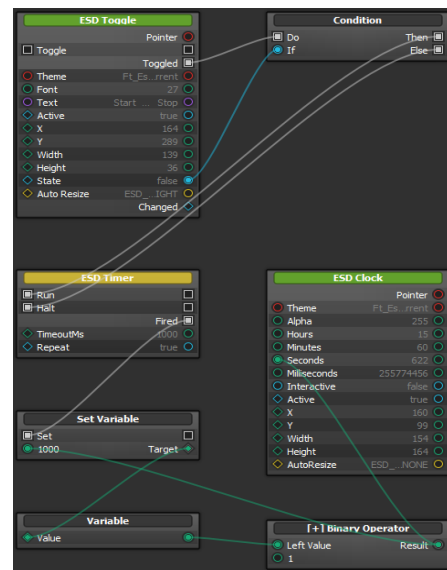 ESD Toggle
Pointer
Toggle
Toggled
Theme Ft_Es...rrent
Font 27
Text Start ... Stop
Active true
X 164
Y 289
Width 139
Height 36
State false
Auto Resize ESD_...IGHT
Changed
Condition
Do Then
If Else
ESD Timer
Run
Halt
Fired
TimeoutMs 1000
Repeat true
ESD Clock
Pointer
Theme Ft_Es...rrent
Alpha 255
Hours 15
Minutes 60
Seconds 622
Milliseconds 255774456
Interactive false
Active true
X 160
Y 99
Width 154
Height 164
AutoResize ESD_...NONE
Set Variable
Set
1000 Target
Variable
Value
[+] Binary Operator
Left Value Result
1